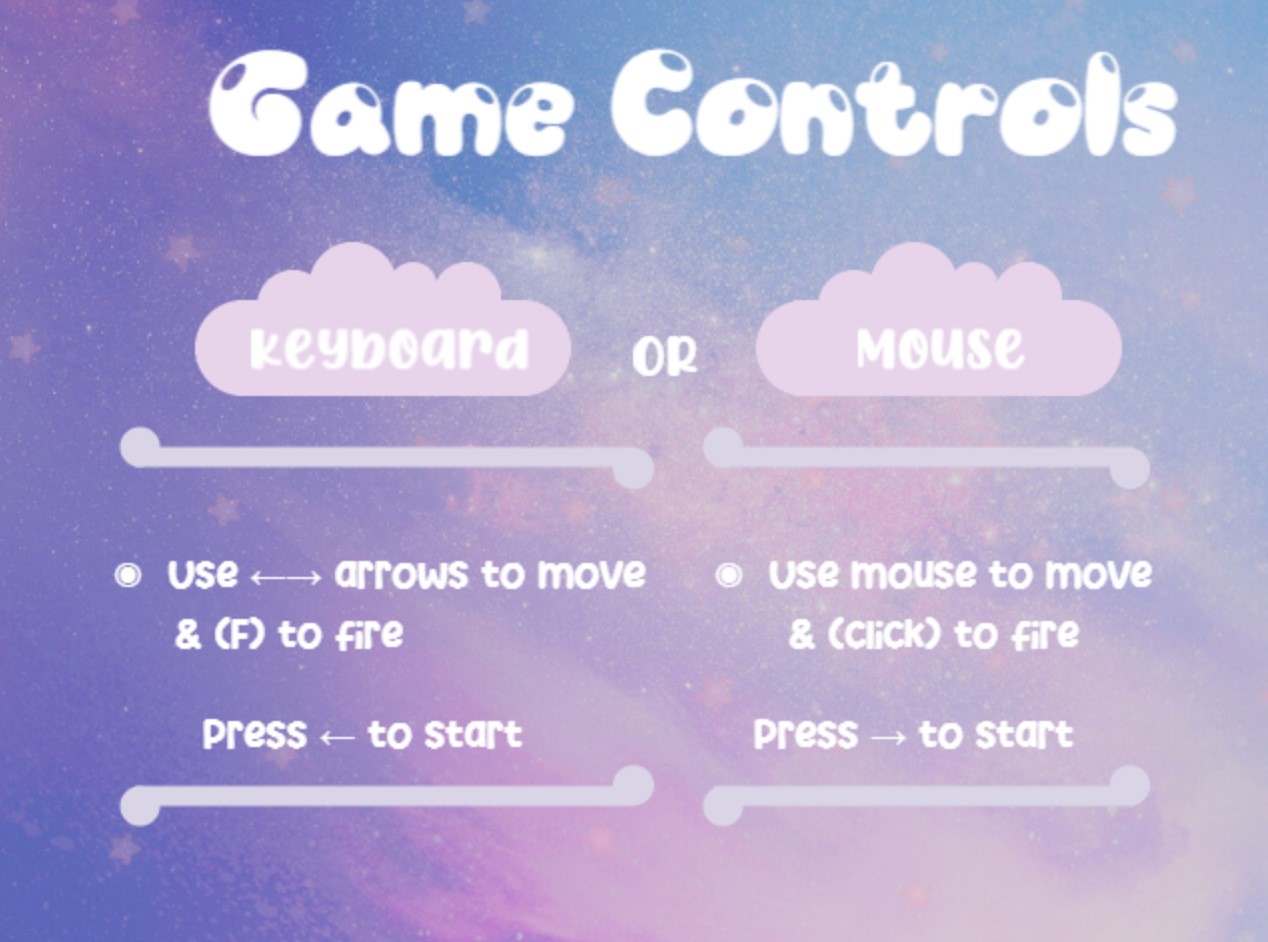 Game Controls
keyboard
OR
Mouse
◉ Use ←→ arrows to move
& (F) to fire
Press ← to start
◉ Use mouse to move
& (click) to fire
Press → to start